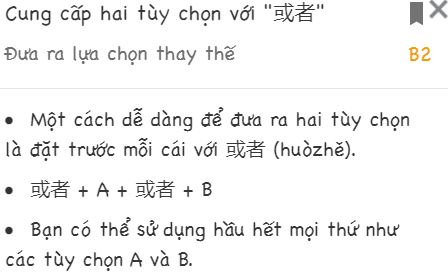 Cung cấp hai tùy chọn với "或者"
Đưa ra lựa chọn thay thế
B2
• Một cách dễ dàng để đưa ra hai tùy chọn
là đặt trước mỗi cái với 或者 (huòzhě).
• 或者 + A + 或者 + B
• Bạn có thể sử dụng hầu hết mọi thứ như
các tùy chọn A và B.